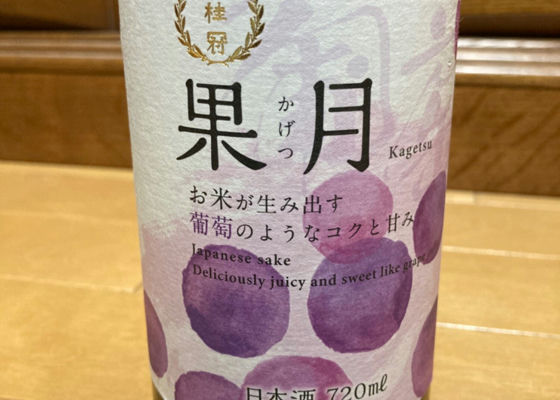 桂
冠
果月
かげつ
Kagetsu
お米が生み出す
葡萄のようなコクと甘み
Japanese sake
Deliciously juicy and sweet like grape
日本酒 720ml